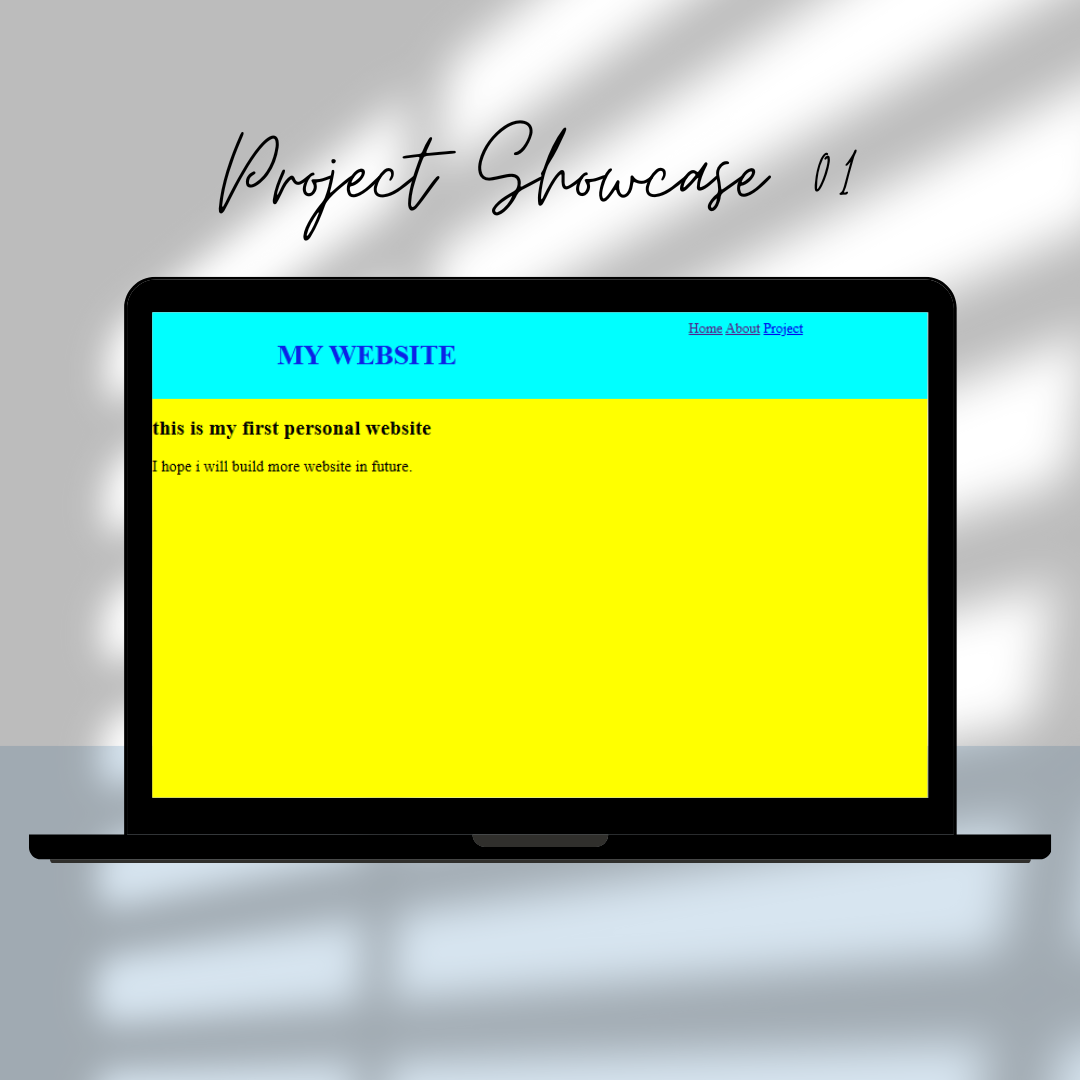 Project Showcase 01
Home About Project
MY WEBSITE
this is my first personal website
I hope i will build more website in future.